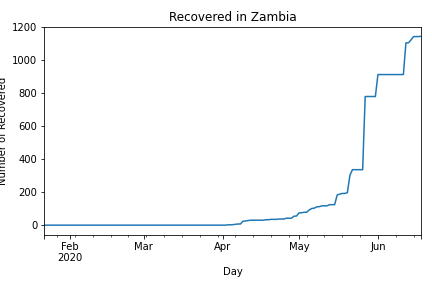 Recovered in Zambia
Number of Recovered
1200
1000
800
600
400
200
0
Feb
2020
Mar
Apr
May
Jun
Day